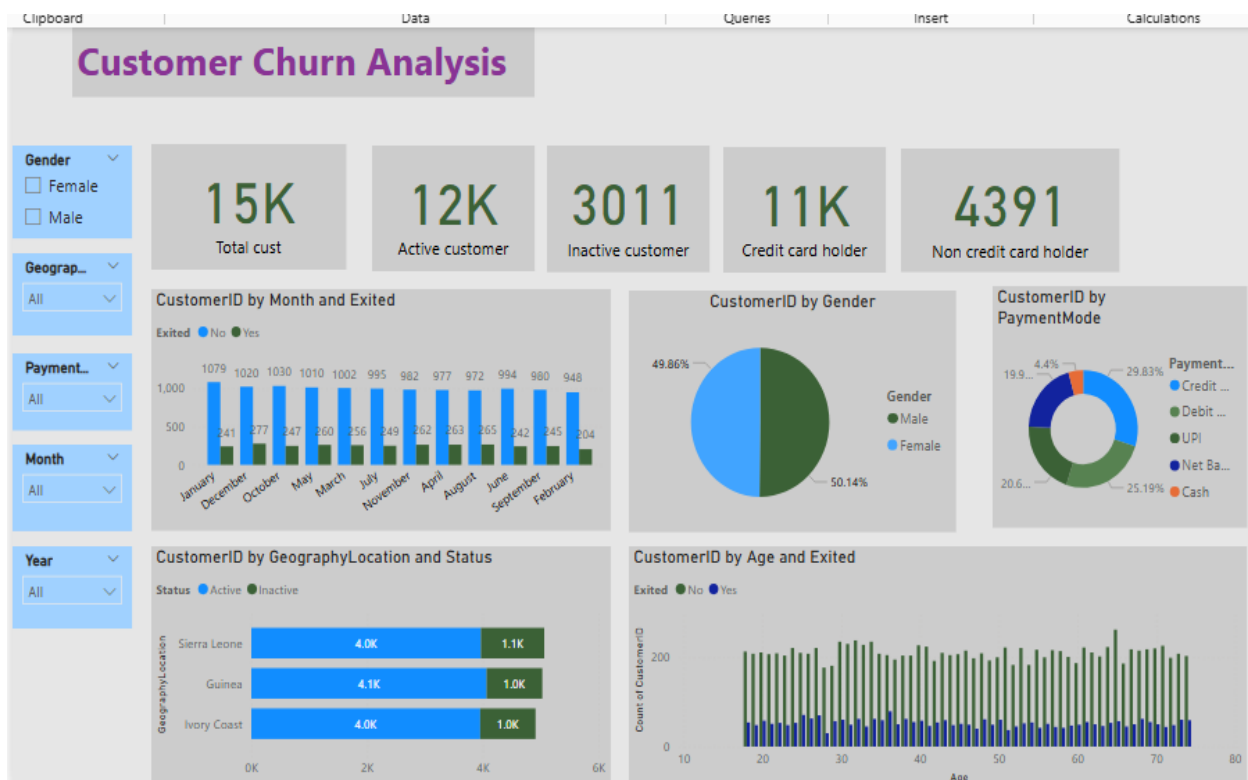 Clipboard
Data
Queries
Insert
Calculations
Customer Churn Analysis
Gender
Female
Male
Geograp...
All
Payment...
All
Month
All
Year
All
15K
Total cust
12K
Active customer
3011
Inactive customer
11K
Credit card holder
4391
Non credit card holder
CustomerID by Month and Exited
Exited No Yes
1,000
500
0
1079 1020 1030 1010 1002 995 982 977 972 994 980 948
241 277 247 260 256 249 262 263 265 242 245 204
January December October May March July November April August June September February
CustomerID by Gender
49.86%
50.14%
Gender
Male
Female
CustomerID by
PaymentMode
4.4%
19.9...
29.83%
20.6...
25.19%
Payment...
Credit ...
Debit ...
UPI
Net Ba...
Cash
CustomerID by GeographyLocation and Status
Status Active Inactive
GeographyLocation
Sierra Leone 4.0K 1.1K
Guinea 4.1K 1.0K
Ivory Coast 4.0K 1.0K
0K 2K 4K 6K
CustomerID by Age and Exited
Exited No Yes
Count of CustomerID
200
0
10 20 30 40 50 60 70 80
Age